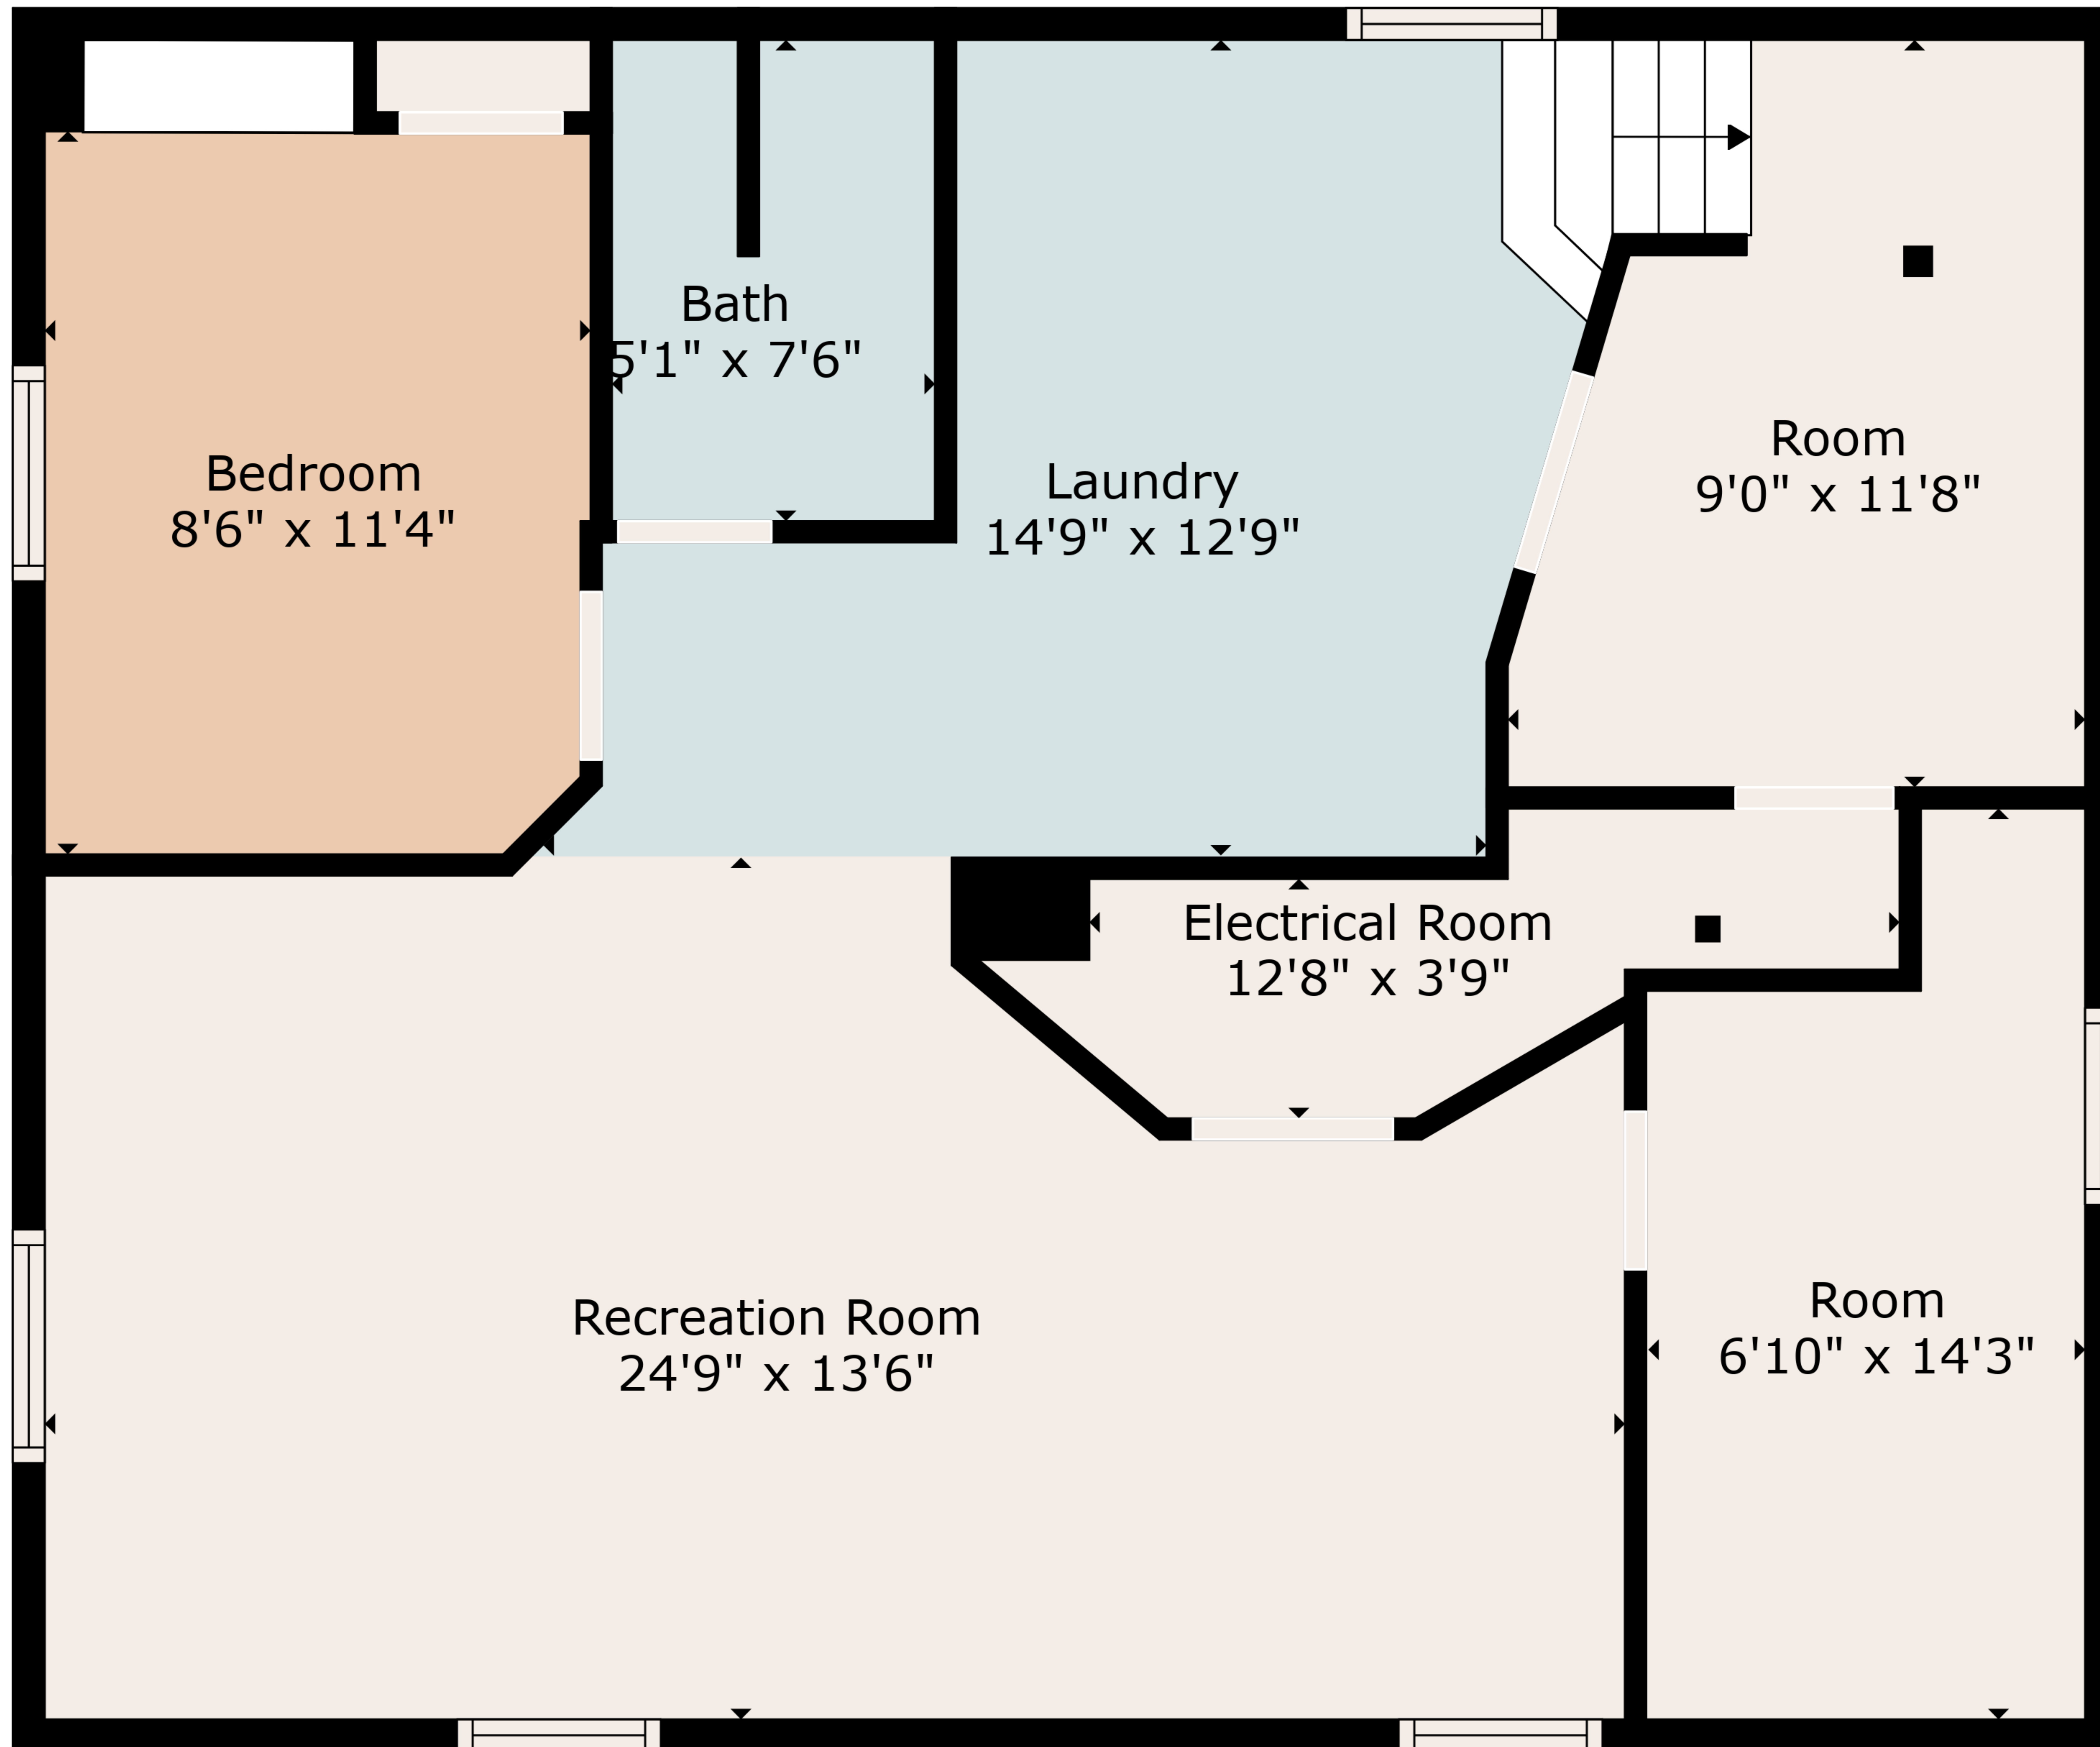 Bath
5'1" x 7'6"
Bedroom
8'6" x 11'4"
Laundry
14'9" x 12'9"
Room
9'0" x 11'8"
Electrical Room
12'8" x 3'9"
Recreation Room
24'9" x 13'6"
Room
6'10" x 14'3"